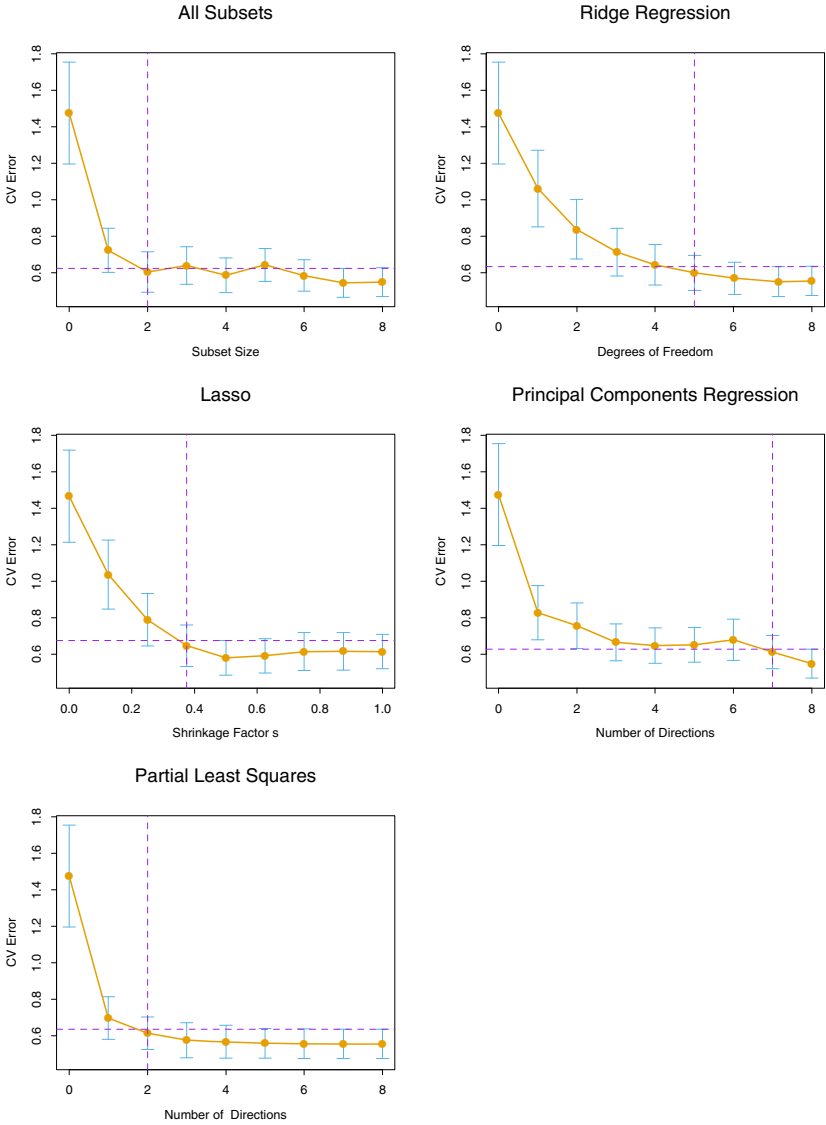 All Subsets
CV Error
1.8
1.6
1.4
1.2
1.0
0.8
0.6
0 2 4 6 8
Subset Size
Ridge Regression
CV Error
1.8
1.6
1.4
1.2
1.0
0.8
0.6
0 2 4 6 8
Degrees of Freedom
Lasso
CV Error
1.8
1.6
1.4
1.2
1.0
0.8
0.6
0.0 0.2 0.4 0.6 0.8 1.0
Shrinkage Factor s
Principal Components Regression
CV Error
1.8
1.6
1.4
1.2
1.0
0.8
0.6
0 2 4 6 8
Number of Directions
Partial Least Squares
CV Error
1.8
1.6
1.4
1.2
1.0
0.8
0.6
0 2 4 6 8
Number of Directions